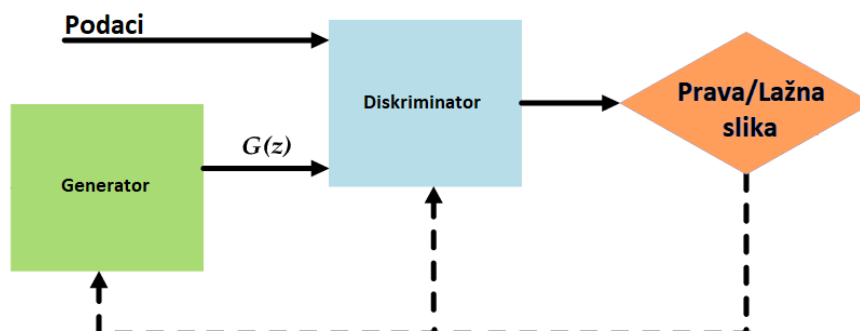 Podaci
Diskriminator
Prava/Lažna
slika
G(z)
Generator